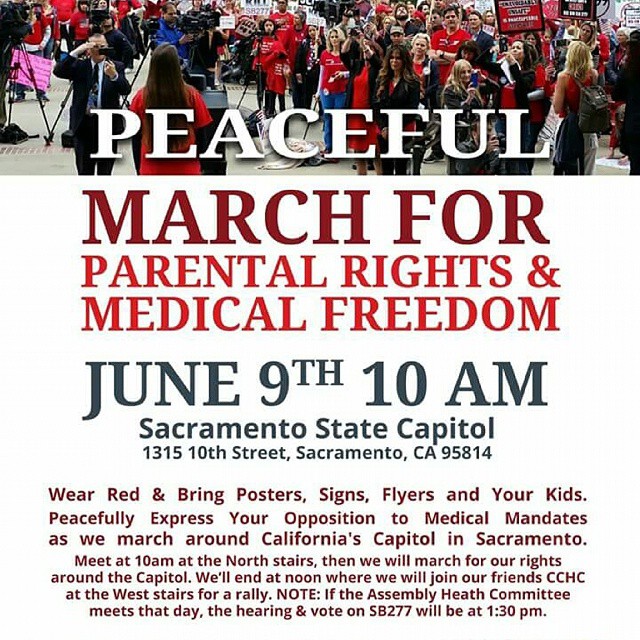 SB277
PEACEFUL
MARCH FOR
PARENTAL RIGHTS &
MEDICAL FREEDOM
JUNE 9TH 10 AM
Sacramento State Capitol
1315 10th Street, Sacramento, CA 95814
Wear Red & Bring Posters, Signs, Flyers and Your Kids.
Peacefully Express Your Opposition to Medical Mandates
as we march around California's Capitol in Sacramento.
Meet at 10am at the North stairs, then we will march for our rights
around the Capitol. We'll end at noon where we will join our friends CCHC
at the West stairs for a rally. NOTE: If the Assembly Heath Committee
meets that day, the hearing & vote on SB277 will be at 1:30 pm.